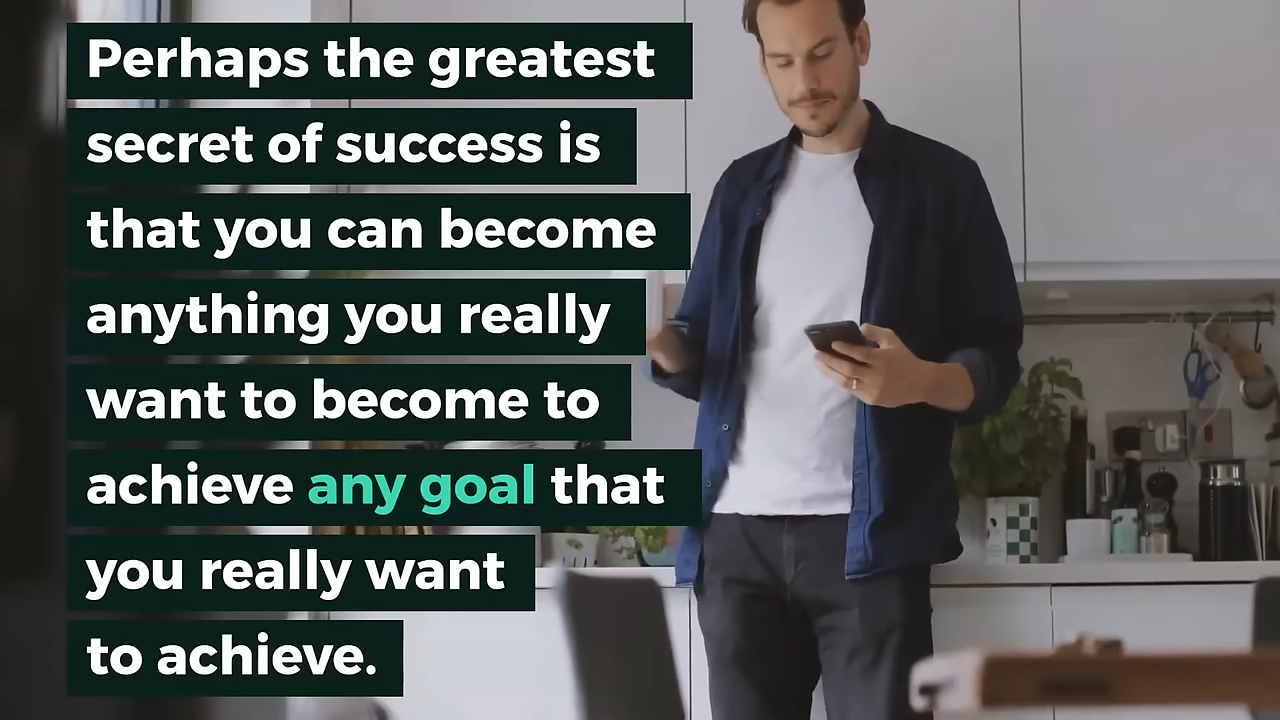 Perhaps the greatest
secret of success is
that you can become
anything you really
want to become to
achieve any goal that
you really want
to achieve.